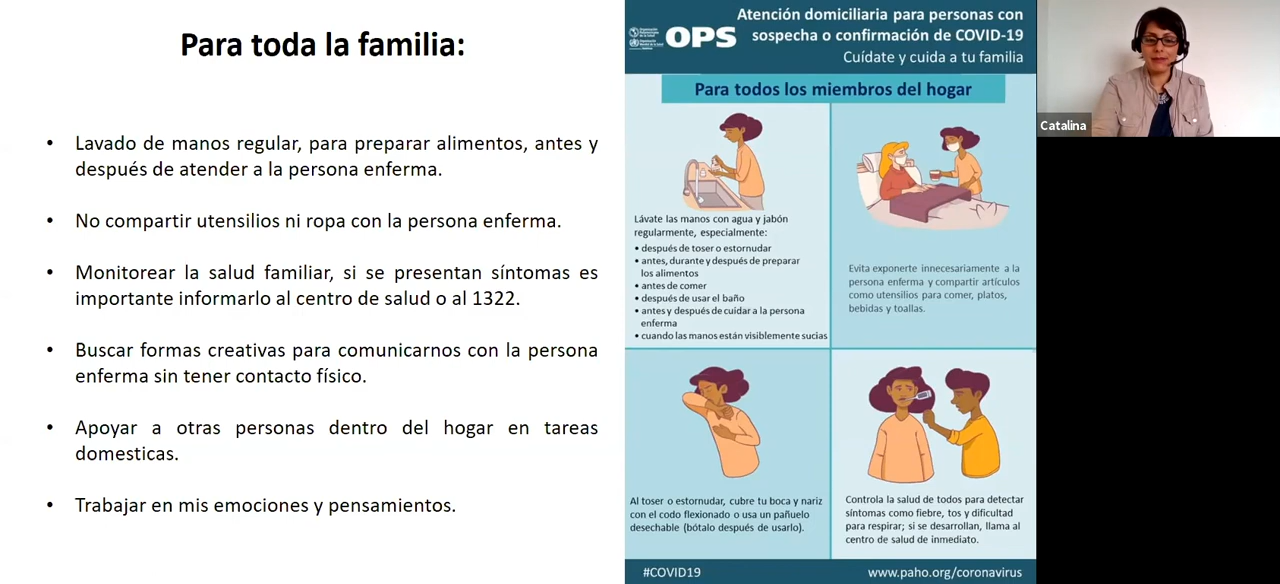 Para toda la familia:
• Lavado de manos regular, para preparar alimentos, antes y
después de atender a la persona enferma.
• No compartir utensilios ni ropa con la persona enferma.
• Monitorear la salud familiar, si se presentan síntomas es
importante informarlo al centro de salud o al 1322.
• Buscar formas creativas para comunicarnos con la persona
enferma sin tener contacto físico.
• Apoyar a otras personas dentro del hogar en tareas
domesticas.
• Trabajar en mis emociones y pensamientos.
OPS
Atención domiciliaria para personas con
sospecha o confirmación de COVID-19
Cuídate y cuida a tu familia
Para todos los miembros del hogar
Lávate las manos con agua y jabón
regularmente, especialmente:
• después de toser o estornudar
• antes, durante y después de preparar
los alimentos
• antes de comer
• después de usar el baño
• antes y después de cuidar a la persona
enferma
• cuando las manos están visiblemente sucias
Evita exponerte innecesariamente a la
persona enferma y compartir artículos
como utensilios para comer, platos,
bebidas y toallas.
Al toser o estornudar, cubre tu boca y nariz
con el codo flexionado o usa un pañuelo
desechable (bótalo después de usarlo).
Controla la salud de todos para detectar
síntomas como fiebre, tos y dificultad
para respirar; si se desarrollan, llama al
centro de salud de inmediato.
#COVID19
www.paho.org/coronavirus
Catalina